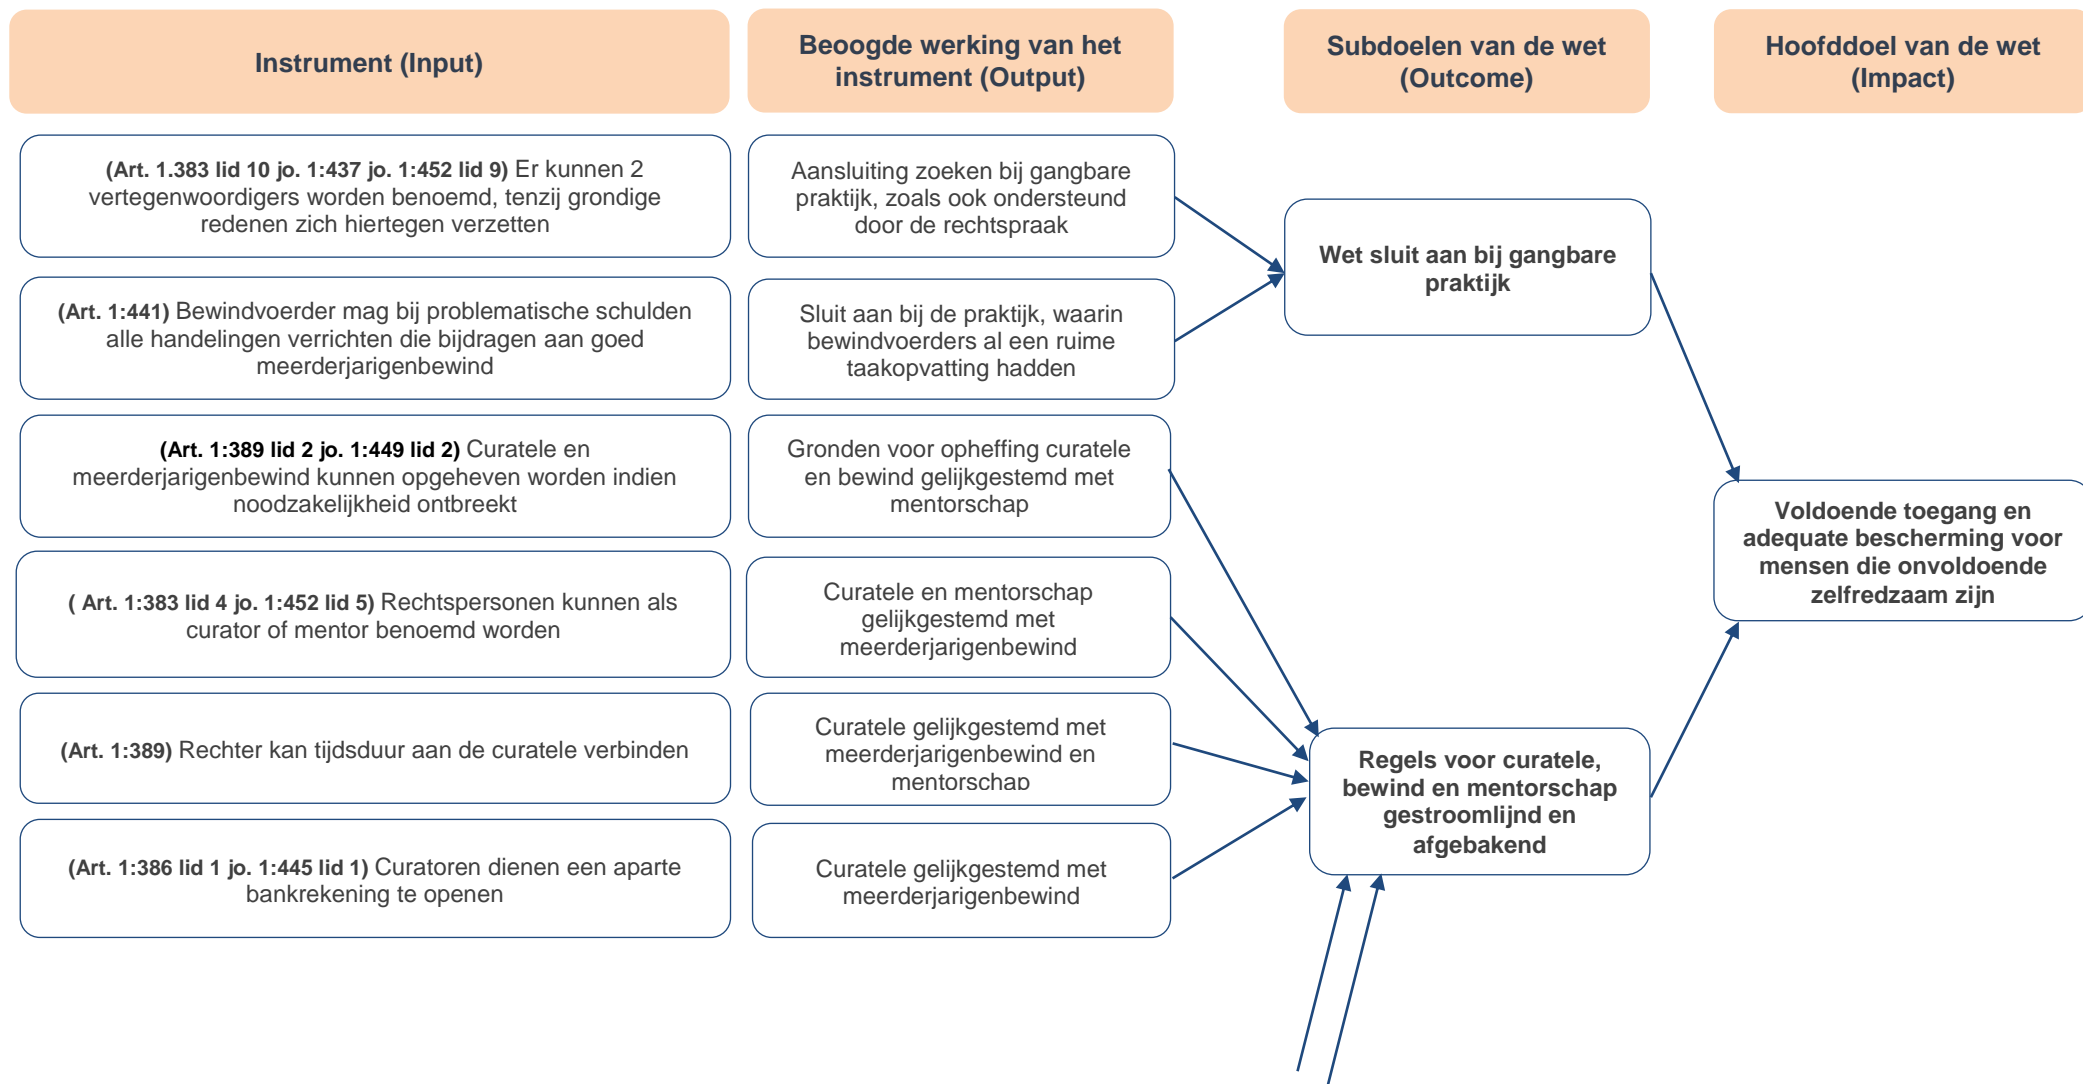 Instrument (Input)
Beoogde werking van het
instrument (Output)
Subdoelen van de wet
(Outcome)
Hoofddoel van de wet
(Impact)
(Art. 1.383 lid 10 jo. 1:437 jo. 1:452 lid 9) Er kunnen 2
vertegenwoordigers worden benoemd, tenzij grondige
redenen zich hiertegen verzetten
Aansluiting zoeken bij gangbare
praktijk, zoals ook ondersteund
door de rechtspraak
Wet sluit aan bij gangbare
praktijk
(Art. 1:441) Bewindvoerder mag bij problematische schulden
alle handelingen verrichten die bijdragen aan goed
meerderjarigenbewind
Sluit aan bij de praktijk, waarin
bewindvoerders al een ruime
taakopvatting hadden
(Art. 1:389 lid 2 jo. 1:449 lid 2) Curatele en
meerderjarigenbewind kunnen opgeheven worden indien
noodzakelijkheid ontbreekt
Gronden voor opheffing curatele
en bewind gelijkgestemd met
mentorschap
Voldoende toegang en
adequate bescherming voor
mensen die onvoldoende
zelfredzaam zijn
( Art. 1:383 lid 4 jo. 1:452 lid 5) Rechtspersonen kunnen als
curator of mentor benoemd worden
Curatele en mentorschap
gelijkgestemd met
meerderjarigenbewind
(Art. 1:389) Rechter kan tijdsduur aan de curatele verbinden
Curatele gelijkgestemd met
meerderjarigenbewind en
mentorschap
Regels voor curatele,
bewind en mentorschap
gestroomlijnd en
afgebakend
(Art. 1:386 lid 1 jo. 1:445 lid 1) Curatoren dienen een aparte
bankrekening te openen
Curatele gelijkgestemd met
meerderjarigenbewind